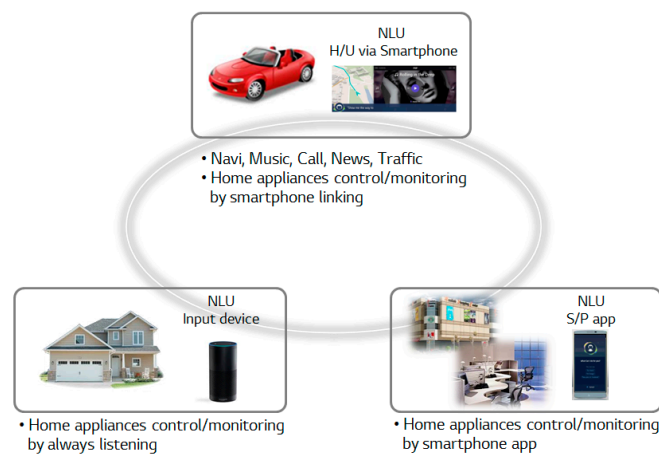 NLU
H/U via Smartphone
• Navi, Music, Call, News, Traffic
• Home appliances control/monitoring
by smartphone linking
NLU
Input device
• Home appliances control/monitoring
by always listening
NLU
S/P app
• Home appliances control/monitoring
by smartphone app